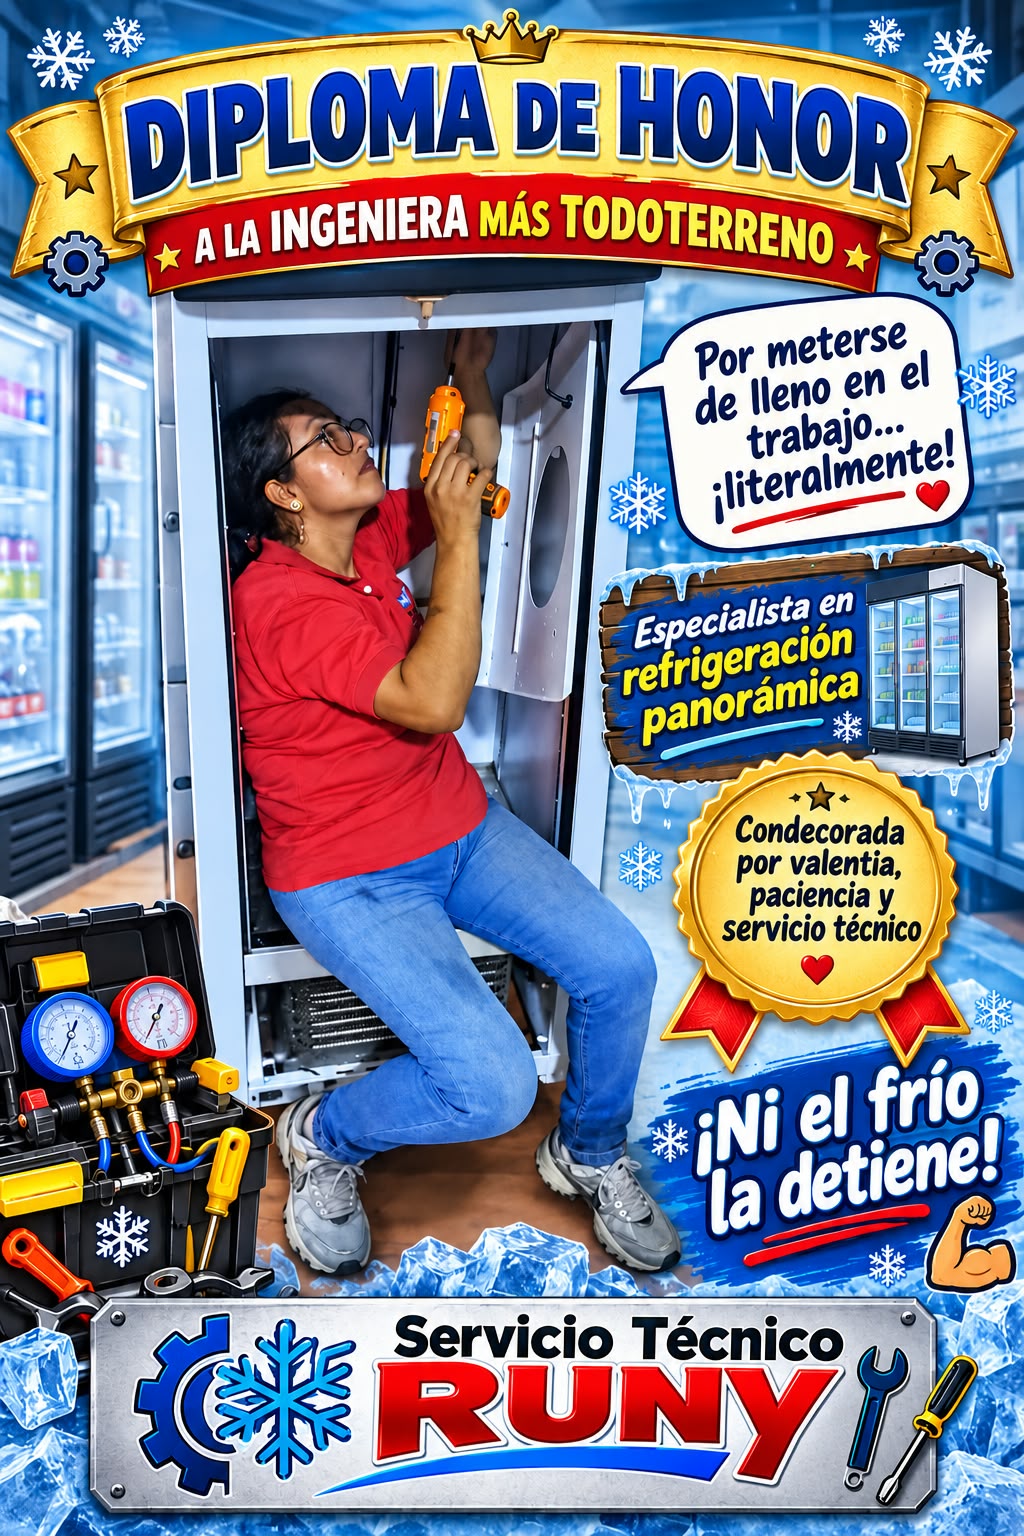 DIPLOMA DE HONOR
A LA INGENIERA MÁS TODOTERRENO
Por meterse
de lleno en el
trabajo...
¡literalmente!
Especialista en
refrigeración
panorámica
Condecorada
por valentia,
paciencia y
servicio técnico
¡Ni el frío
la detiene!
Servicio Técnico
RUNY